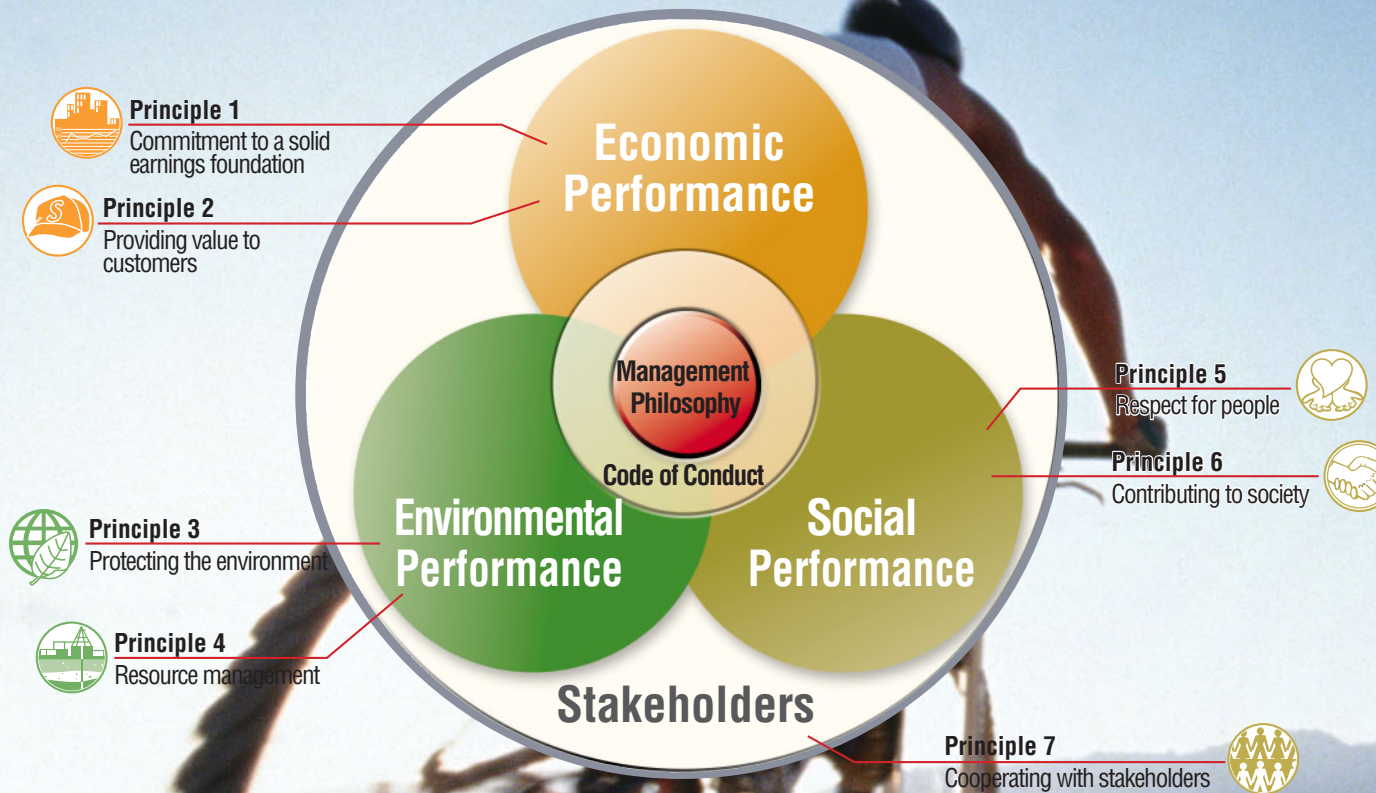 Principle 1
Commitment to a solid
earnings foundation
Principle 2
Providing value to
customers
Economic
Performance
Management
Philosophy
Code of Conduct
Principle 5
Respect for people
Principle 6
Contributing to society
Principle 3
Protecting the environment
Principle 4
Resource management
Environmental
Performance
Social
Performance
Stakeholders
Principle 7
Cooperating with stakeholders
S